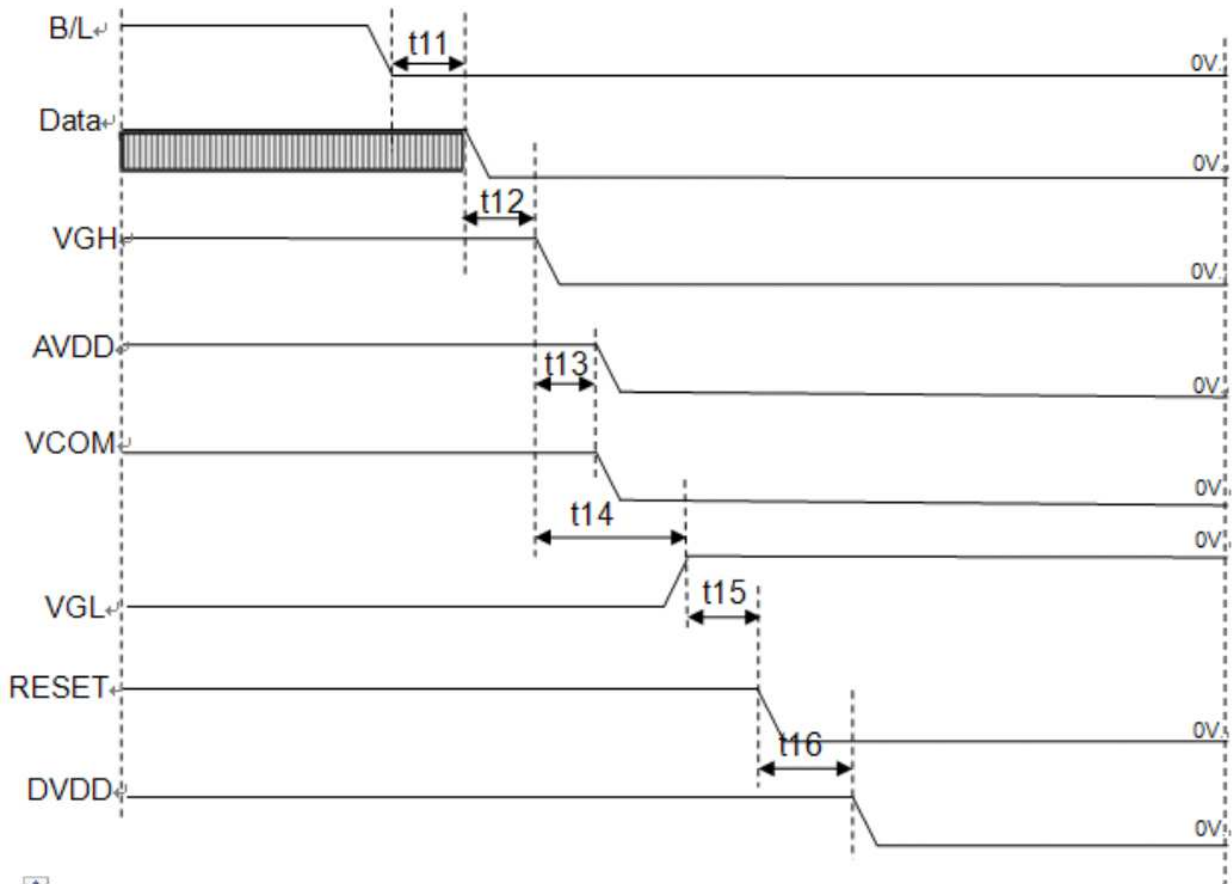 B/L
t11
0V
Data
0V
t12
VGH
0V
AVDD
t13
0V
VCOM
0V
t14
0V
VGL
t15
RESET
0V
t16
DVDD
0V